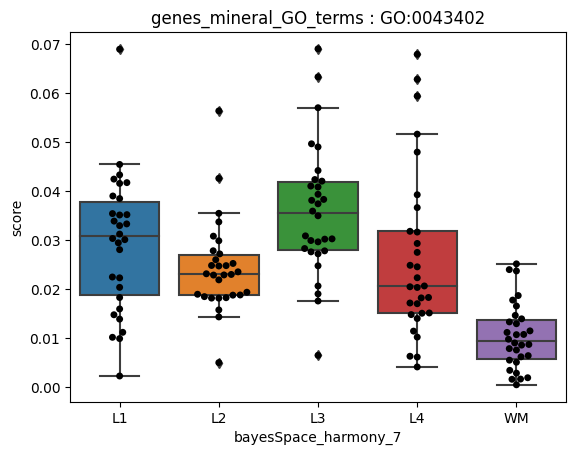 genes_mineral_GO_terms : GO:0043402
0.07
0.06
0.05
0.04
0.03
0.02
0.01
0.00
score
L1 L2 L3 L4 WM
bayesSpace_harmony_7